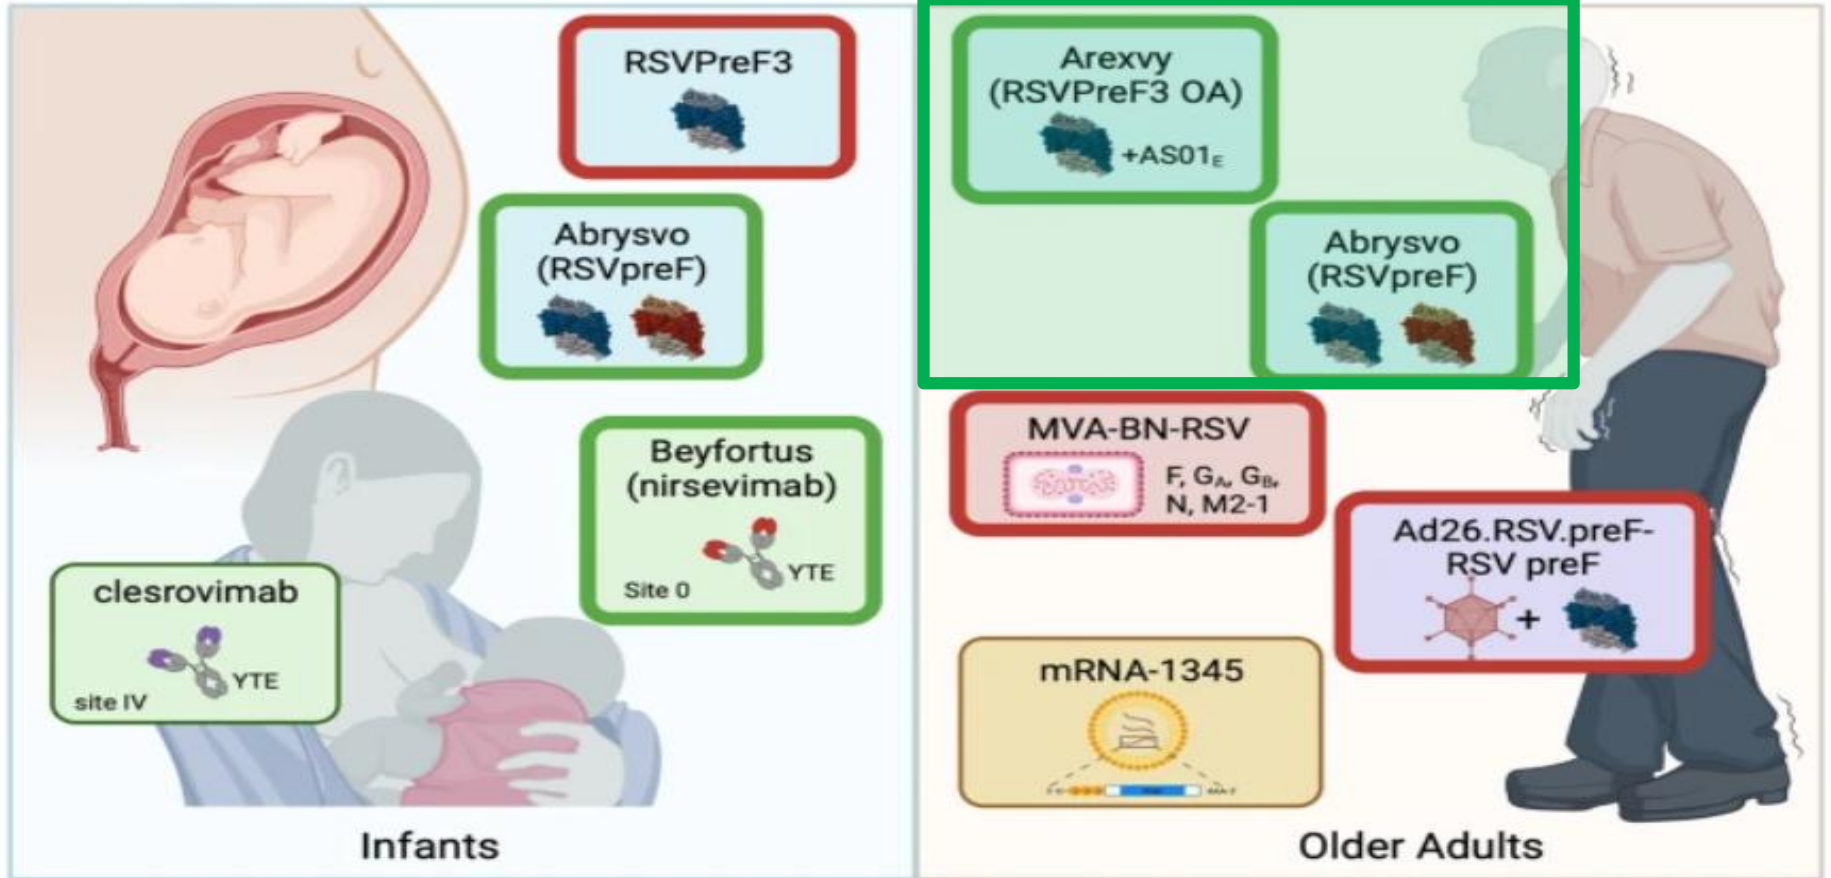 RSVPreF3
Abrysvo
(RSVpreF)
Beyfortus
(nirsevimab)
YTE
Site 0
clesrovimab
YTE
site IV
Infants
Arexvy
(RSVPreF3 OA)
+AS01E
Abrysvo
(RSVpreF)
MVA-BN-RSV
F, GA, GB,
N, M2-1
Ad26.RSV.preF-
RSV preF
+
mRNA-1345
Older Adults